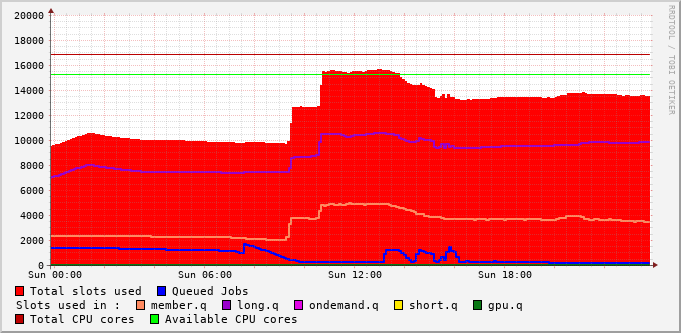 20000
18000
16000
14000
12000
10000
8000
6000
4000
2000
0
Sun 00:00 Sun 06:00 Sun 12:00 Sun 18:00
RRDTOOL / TOBI OETIKER
Total slots used Queued Jobs
Slots used in : member.q long.q ondemand.q short.q gpu.q
Total CPU cores Available CPU cores